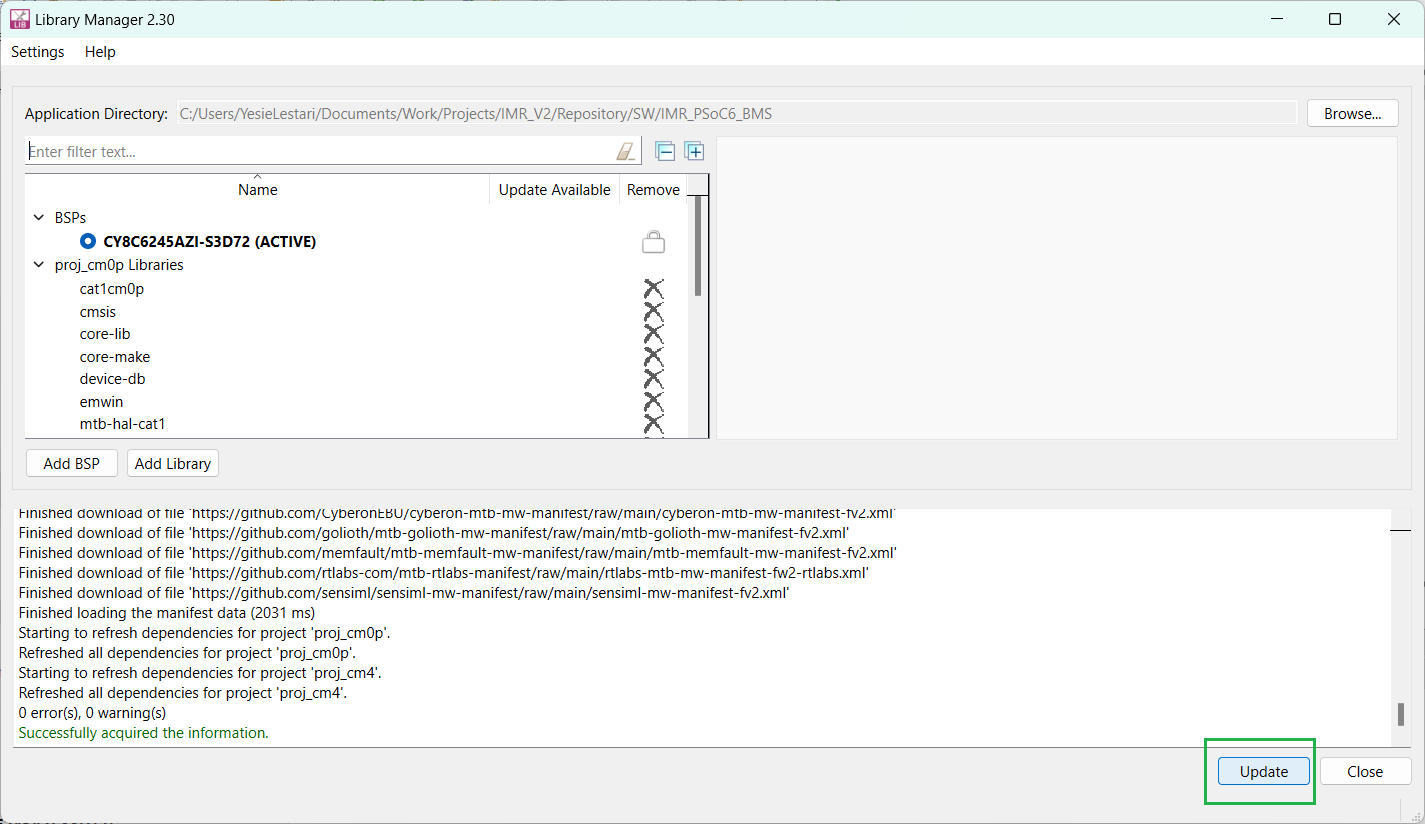 Library Manager 2.30
Settings Help
Application Directory: C:/Users/YesieLestari/Documents/Work/Projects/IMR_V2/Repository/SW/IMR_PSoC6_BMS Browse...
Enter filter text...
Name Update Available Remove
BSPs
CY8C6245AZI-S3D72 (ACTIVE)
proj_cm0p Libraries
cat1cm0p
cmsis
core-lib
core-make
device-db
emwin
mtb-hal-cat1
Add BSP Add Library
Finished download of file 'https://github.com/CyberonEBU/cyberon-mtb-mw-manifest/raw/main/cyberon-mtb-mw-manifest-fv2.xml'
Finished download of file 'https://github.com/golioth/mtb-golioth-mw-manifest/raw/main/mtb-golioth-mw-manifest-fv2.xml'
Finished download of file 'https://github.com/memfault/mtb-memfault-mw-manifest/raw/main/mtb-memfault-mw-manifest-fv2.xml'
Finished download of file 'https://github.com/rtlabs-com/mtb-rtlabs-manifest/raw/main/rtlabs-mtb-mw-manifest-fw2-rtlabs.xml'
Finished download of file 'https://github.com/sensiml/sensiml-mw-manifest/raw/main/sensiml-mw-manifest-fv2.xml'
Finished loading the manifest data (2031 ms)
Starting to refresh dependencies for project 'proj_cm0p'.
Refreshed all dependencies for project 'proj_cm0p'.
Starting to refresh dependencies for project 'proj_cm4'.
Refreshed all dependencies for project 'proj_cm4'.
0 error(s), 0 warning(s)
Successfully acquired the information.
Update Close